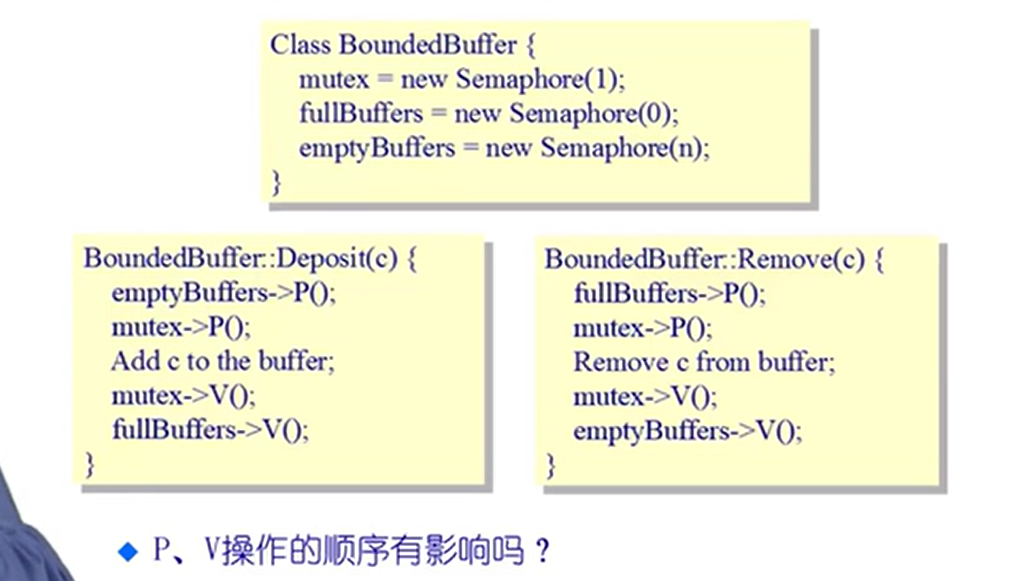 Class BoundedBuffer {
mutex = new Semaphore(1);
fullBuffers = new Semaphore(0);
emptyBuffers = new Semaphore(n);
}
BoundedBuffer::Deposit(c) {
emptyBuffers->P();
mutex->P();
Add c to the buffer;
mutex->V();
fullBuffers->V();
}
BoundedBuffer::Remove(c) {
fullBuffers->P();
mutex->P();
Remove c from buffer;
mutex->V();
emptyBuffers->V();
}
P、V操作的顺序有影响吗？